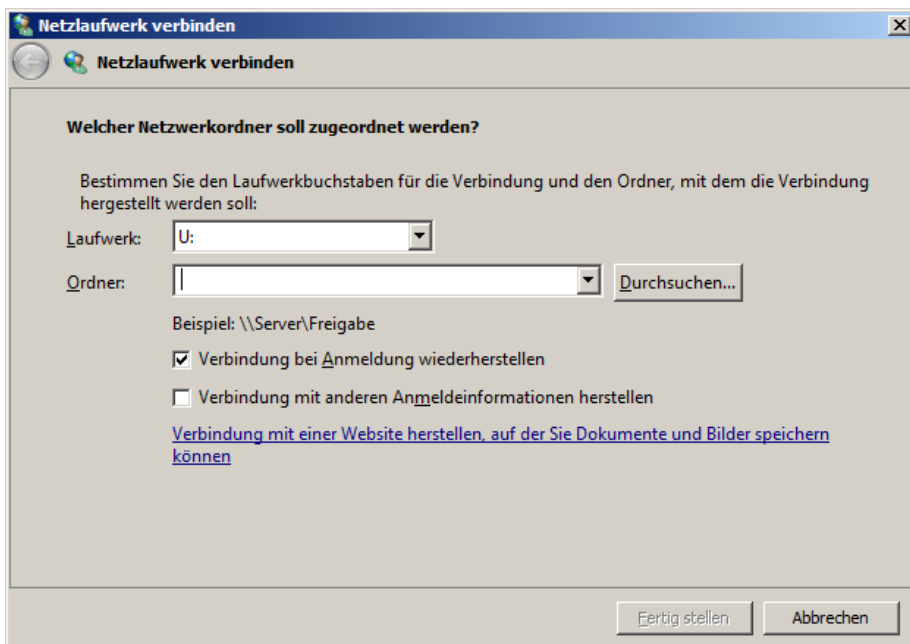 Netzlaufwerk verbinden
Netzlaufwerk verbinden
Welcher Netzwerkordner soll zugeordnet werden?
Bestimmen Sie den Laufwerkbuchstaben für die Verbindung und den Ordner, mit dem die Verbindung
hergestellt werden soll:
Laufwerk: U:
Ordner: Durchsuchen...
Beispiel: \\Server\Freigabe
Verbindung bei Anmeldung wiederherstellen
Verbindung mit anderen Anmeldeinformationen herstellen
Verbindung mit einer Website herstellen, auf der Sie Dokumente und Bilder speichern
können
Fertig stellen Abbrechen